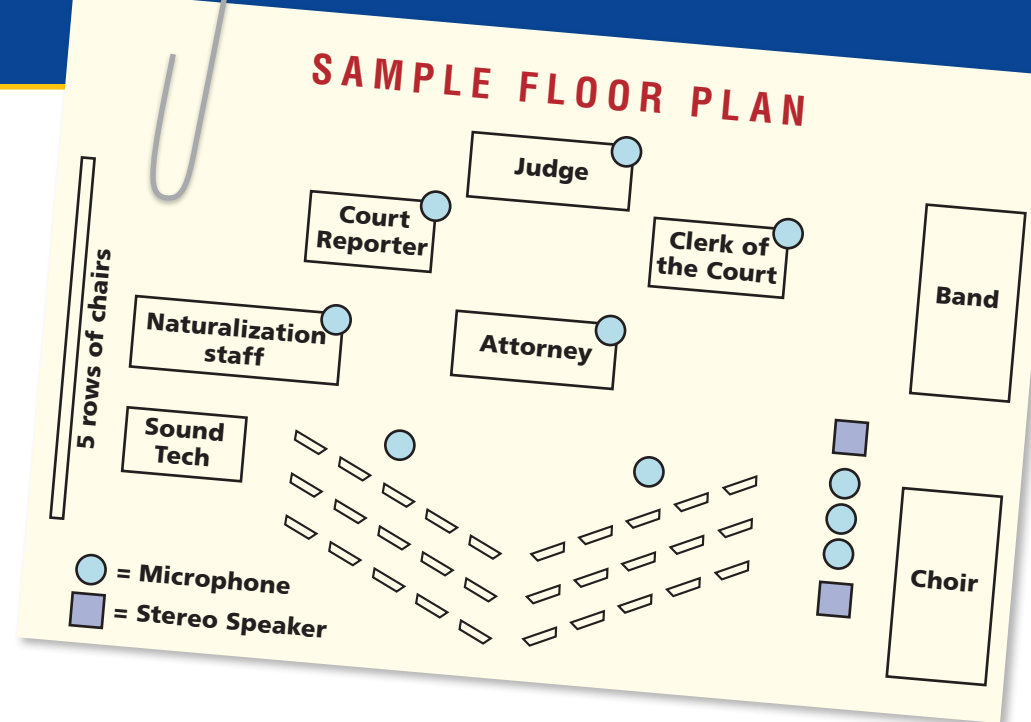 SAMPLE FLOOR PLAN
Judge
Court
Reporter
Clerk of
the Court
Band
5 rows of chairs
Naturalization
staff
Attorney
Sound
Tech
Choir
= Microphone
= Stereo Speaker